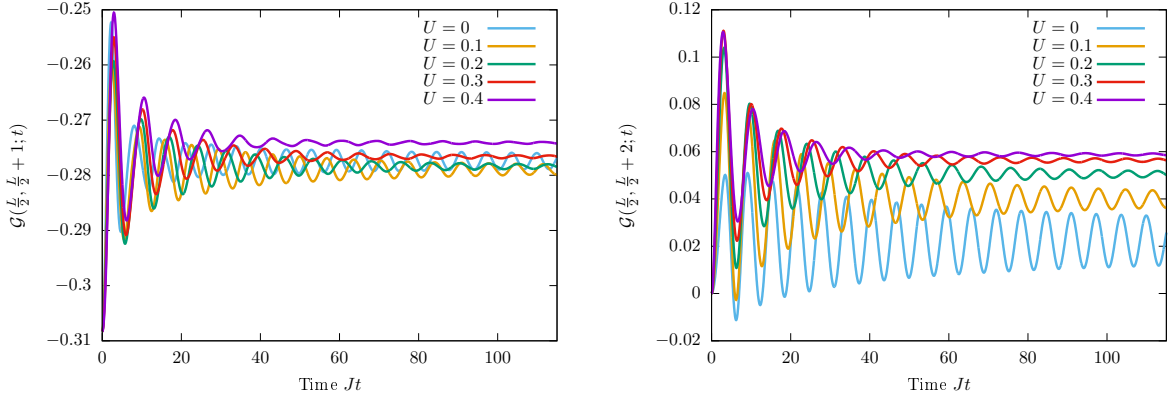 −0.25
−0.26
−0.27
−0.28
−0.29
−0.3
−0.31
0
20
40
60
80
100
Time Jt
G(L/2, L/2 + 1; t)
U = 0
U = 0.1
U = 0.2
U = 0.3
U = 0.4
0.12
0.1
0.08
0.06
0.04
0.02
0
−0.02
0
20
40
60
80
100
Time Jt
G(L/2, L/2 + 2; t)
U = 0
U = 0.1
U = 0.2
U = 0.3
U = 0.4